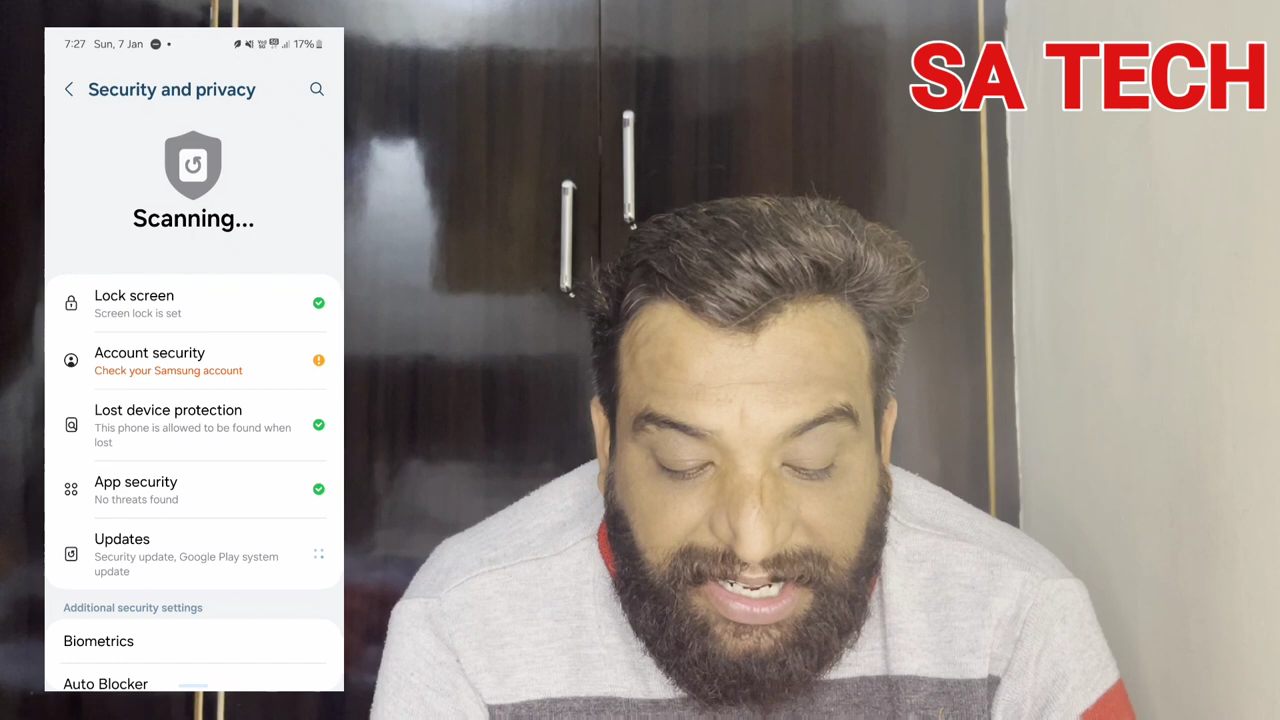 7:27 Sun, 7 Jan 17%
SA TECH
Security and privacy
Scanning...
Lock screen
Screen lock is set
Account security
Check your Samsung account
Lost device protection
This phone is allowed to be found when
lost
App security
No threats found
Updates
Security update, Google Play system
update
Additional security settings
Biometrics
Auto Blocker